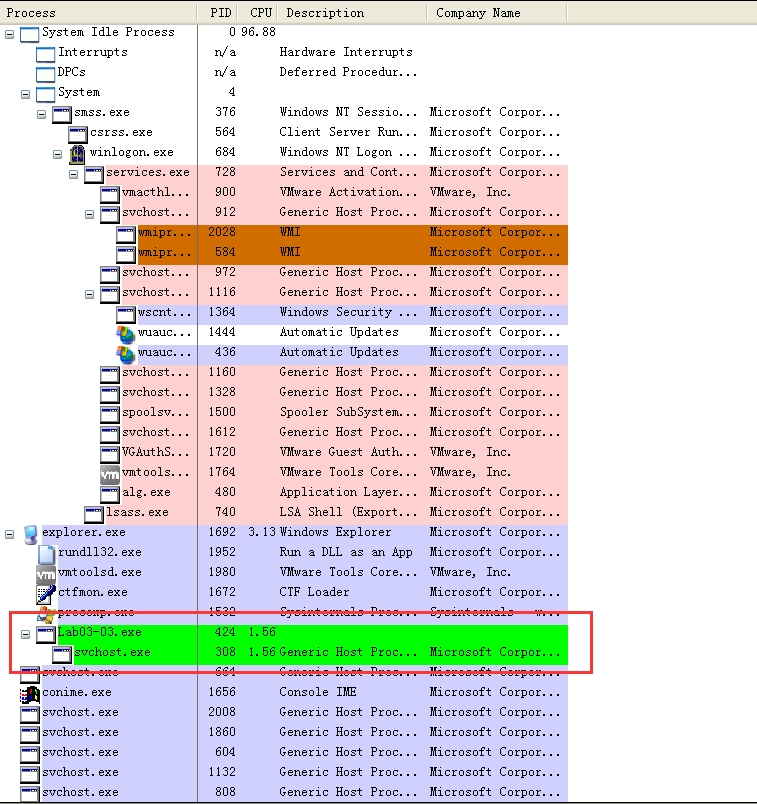 Process PID CPU Description Company Name
System Idle Process 0 96.88
Interrupts n/a Hardware Interrupts
DPCs n/a Deferred Procedur...
System 4
smss.exe 376 Windows NT Sessio... Microsoft Corpor...
csrss.exe 564 Client Server Run... Microsoft Corpor...
winlogon.exe 684 Windows NT Logon ... Microsoft Corpor...
services.exe 728 Services and Cont... Microsoft Corpor...
vmacthl... 900 VMware Activation... VMware, Inc.
svchost... 912 Generic Host Proc... Microsoft Corpor...
wmipr... 2028 WMI Microsoft Corpor...
wmipr... 584 WMI Microsoft Corpor...
svchost... 972 Generic Host Proc... Microsoft Corpor...
svchost... 1116 Generic Host Proc... Microsoft Corpor...
wscnt... 1364 Windows Security ... Microsoft Corpor...
wuauc... 1444 Automatic Updates Microsoft Corpor...
wuauc... 436 Automatic Updates Microsoft Corpor...
svchost... 1160 Generic Host Proc... Microsoft Corpor...
svchost... 1328 Generic Host Proc... Microsoft Corpor...
spoolsv... 1500 Spooler SubSystem... Microsoft Corpor...
svchost... 1612 Generic Host Proc... Microsoft Corpor...
VGAuthS... 1720 VMware Guest Auth... VMware, Inc.
vmtools... 1764 VMware Tools Core... VMware, Inc.
alg.exe 480 Application Layer... Microsoft Corpor...
lsass.exe 740 LSA Shell (Export... Microsoft Corpor...
explorer.exe 1692 3.13 Windows Explorer Microsoft Corpor...
rundll32.exe 1952 Run a DLL as an App Microsoft Corpor...
vmtoolsd.exe 1980 VMware Tools Core... VMware, Inc.
ctfmon.exe 1672 CTF Loader Microsoft Corpor...
procexp.exe 1532 Sysinternals Proc... Sysinternals - w...
Lab03-03.exe 424 1.56
svchost.exe 308 1.56 Generic Host Proc... Microsoft Corpor...
svchost.exe 664 Generic Host Proc... Microsoft Corpor...
conime.exe 1656 Console IME Microsoft Corpor...
svchost.exe 2008 Generic Host Proc... Microsoft Corpor...
svchost.exe 1860 Generic Host Proc... Microsoft Corpor...
svchost.exe 604 Generic Host Proc... Microsoft Corpor...
svchost.exe 1132 Generic Host Proc... Microsoft Corpor...
svchost.exe 808 Generic Host Proc... Microsoft Corpor...